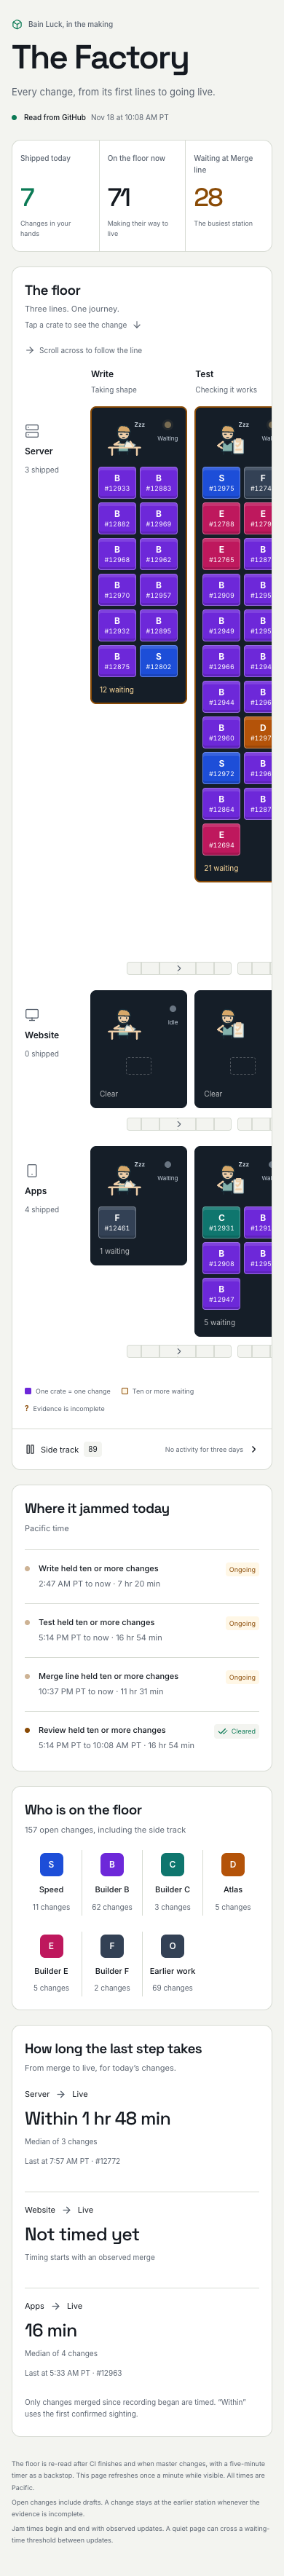 Bain Luck, in the making
The Factory
Every change, from its first lines to going live.
Read from GitHub Nov 18 at 10:08 AM PT
Shipped today
7
Changes in your
hands
On the floor now
71
Making their way to
live
Waiting at Merge
line
28
The busiest station
The floor
Three lines. One journey.
Tap a crate to see the change
Scroll across to follow the line
Write
Taking shape
Test
Checking it works
Server
3 shipped
Zzz
Waiting
B
#12933
B
#12883
B
#12882
B
#12969
B
#12968
B
#12962
B
#12970
B
#12957
B
#12932
B
#12895
B
#12875
S
#12802
12 waiting
Zzz
S
#12975
F
E
#12788
E
E
#12765
B
B
#12909
B
B
#12949
B
B
#12966
B
B
#12944
B
B
#12960
D
S
#12972
B
B
#12864
B
E
#12694
21 waiting
Website
0 shipped
Idle
Clear
Clear
Apps
4 shipped
Zzz
Waiting
F
#12461
1 waiting
Zzz
C
#12931
B
B
#12908
B
B
#12947
5 waiting
One crate = one change
Ten or more waiting
? Evidence is incomplete
Side track 89
No activity for three days
Where it jammed today
Pacific time
Write held ten or more changes
Ongoing
2:47 AM PT to now · 7 hr 20 min
Test held ten or more changes
Ongoing
5:14 PM PT to now · 16 hr 54 min
Merge line held ten or more changes
Ongoing
10:37 PM PT to now · 11 hr 31 min
Review held ten or more changes
Cleared
5:14 PM PT to 10:08 AM PT · 16 hr 54 min
Who is on the floor
157 open changes, including the side track
S
Speed
11 changes
B
Builder B
62 changes
C
Builder C
3 changes
D
Atlas
5 changes
E
Builder E
5 changes
F
Builder F
2 changes
O
Earlier work
69 changes
How long the last step takes
From merge to live, for today's changes.
Server → Live
Within 1 hr 48 min
Median of 3 changes
Last at 7:57 AM PT · #12772
Website → Live
Not timed yet
Timing starts with an observed merge
Apps → Live
16 min
Median of 4 changes
Last at 5:33 AM PT · #12963
Only changes merged since recording began are timed. “Within”
uses the first confirmed sighting.
The floor is re-read after CI finishes and when master changes, with a five-minute
timer as a backstop. This page refreshes once a minute while visible. All times are
Pacific.
Open changes include drafts. A change stays at the earlier station whenever the
evidence is incomplete.
Jam times begin and end with observed updates. A quiet page can cross a waiting-
time threshold between updates.